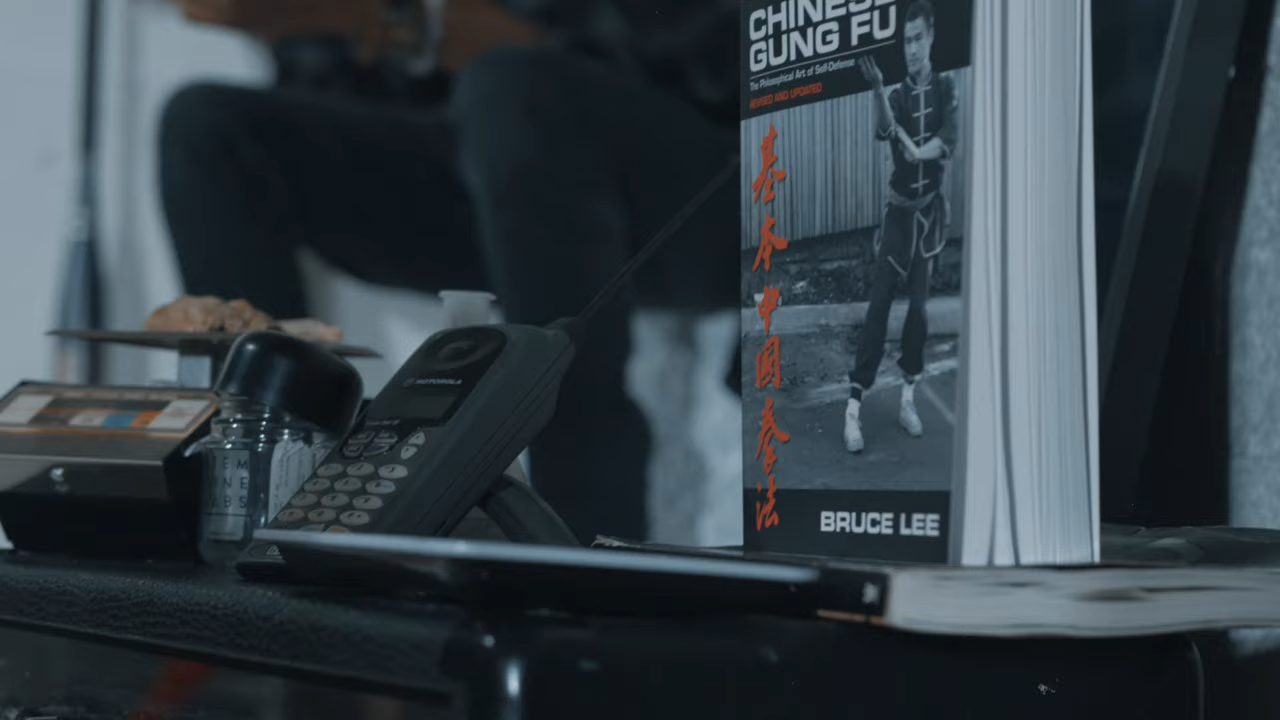 CHINESE
GUNG FU
The Philosophical Art of Self-Defense
REVISED AND UPDATED
基本中国拳法
BRUCE LEE
MOTOROLA